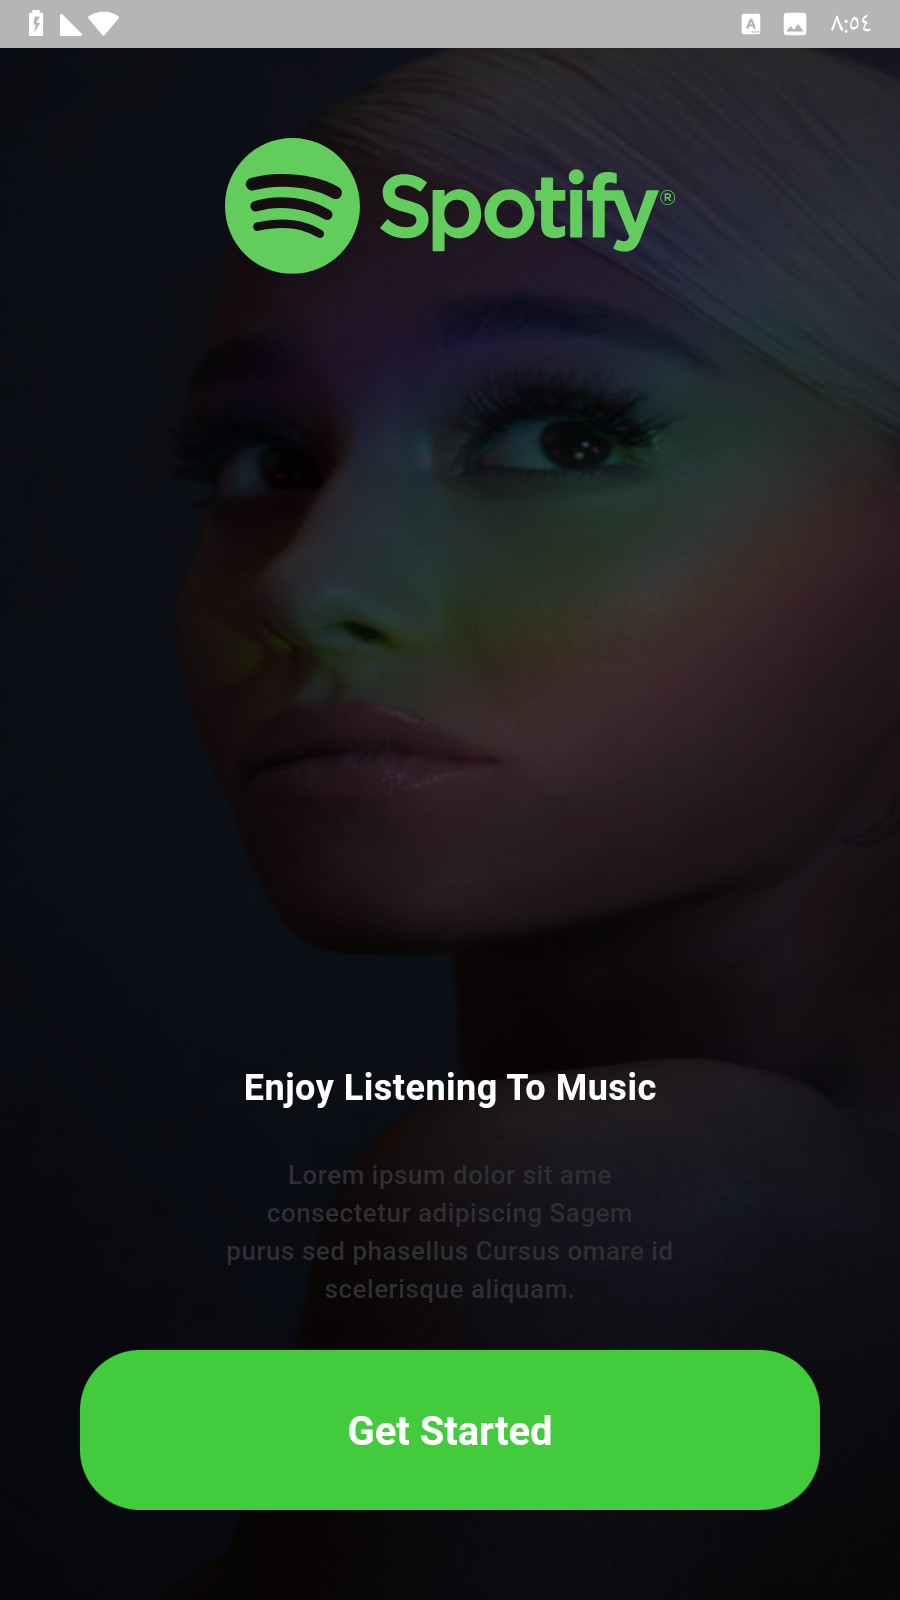 ٨:٥٤
Spotify®
Enjoy Listening To Music
Lorem ipsum dolor sit ame
consectetur adipiscing Sagem
purus sed phasellus Cursus omare id
scelerisque aliquam.
Get Started